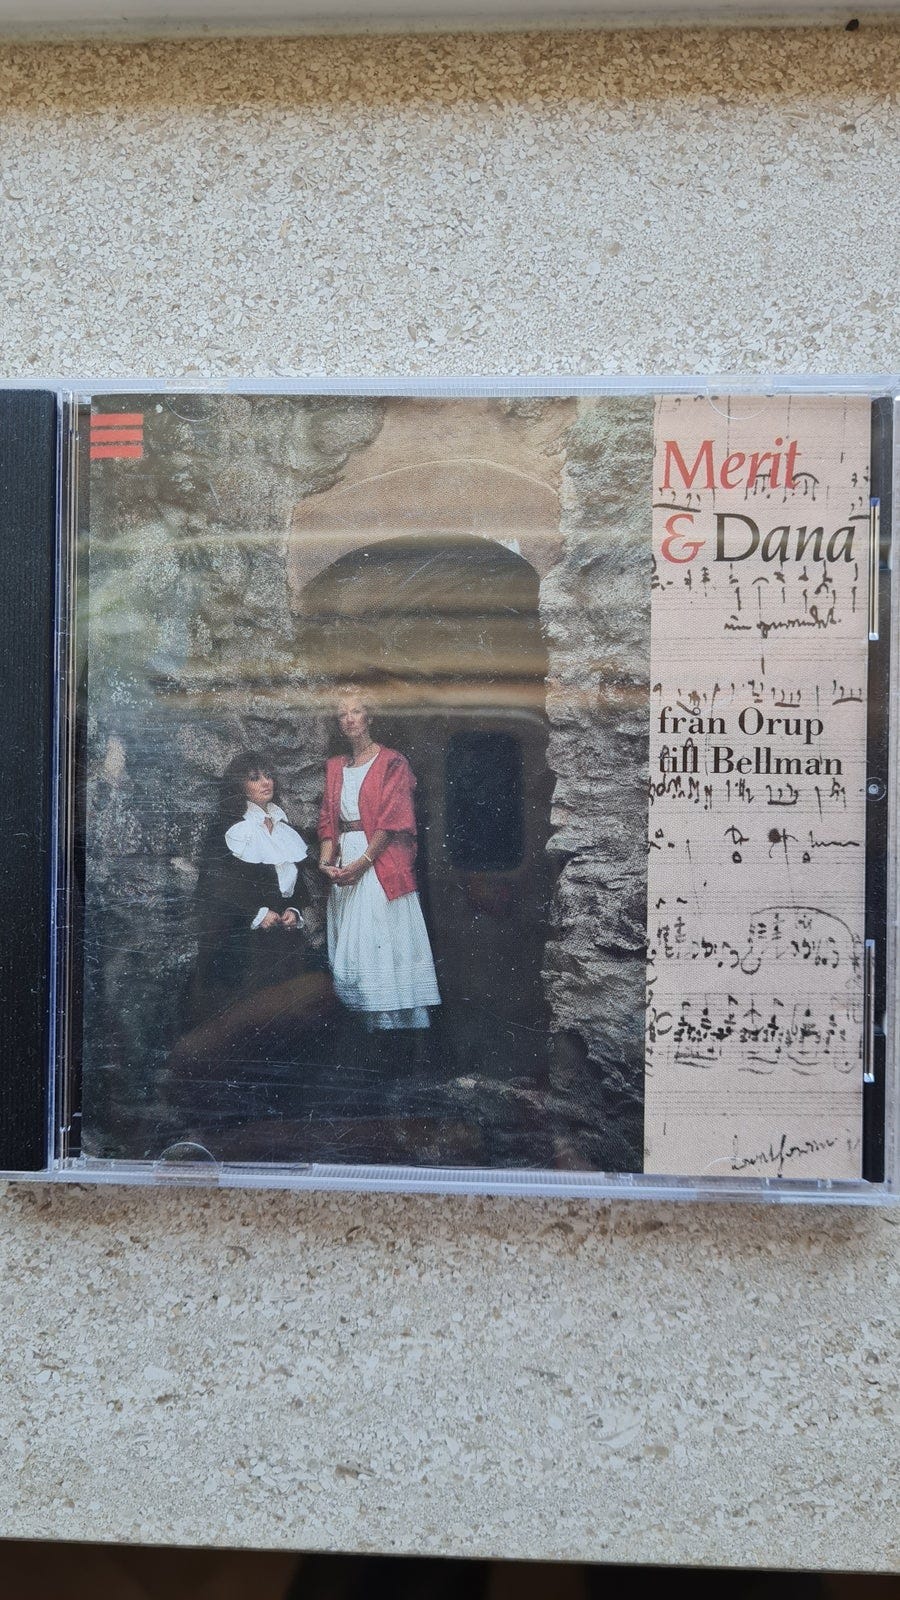 Merit
& Dana
från Orup
till Bellman